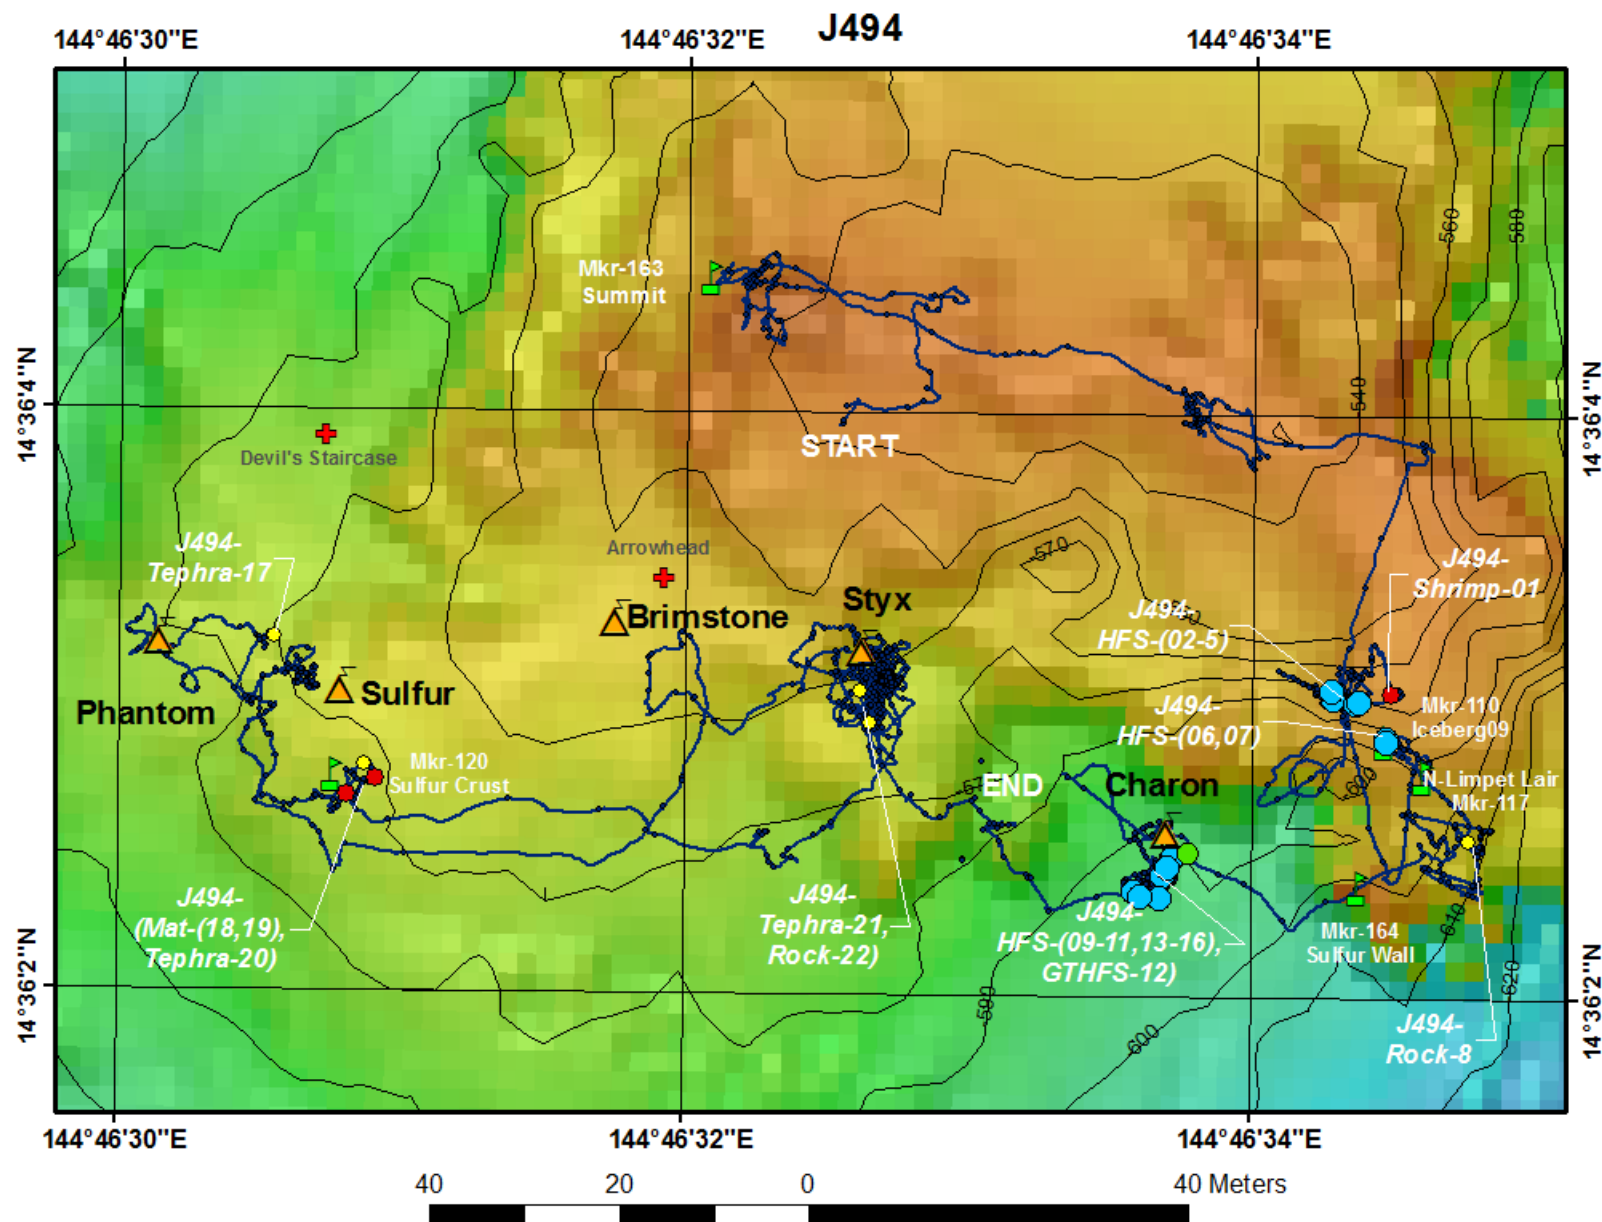 J494
144°46'30"E
144°46'32"E
144°46'34"E
560
580
Mkr-163
Summit
540
14°36'4"N
14°36'4"N
START
Devil's Staircase
J494-
Tephra-17
Arrowhead
570
J494-
Shrimp-01
Styx
Brimstone
J494-
HFS-(02-5)
Sulfur
Phantom
Mkr-110
Iceberg09
J494-
HFS-(06,07)
Mkr-120
Sulfur Crust
END
Charon
600
N-Limpet Lair
Mkr-117
J494-
(Mat-(18,19),
Tephra-20)
J494-
Tephra-21,
Rock-22)
J494-
HFS-(09-11,13-16),
GTHFS-12)
Mkr-164
Sulfur Wall
610
620
590
600
J494-
Rock-8
14°36'2"N
14°36'2"N
144°46'30"E
144°46'32"E
144°46'34"E
40
20
0
40 Meters